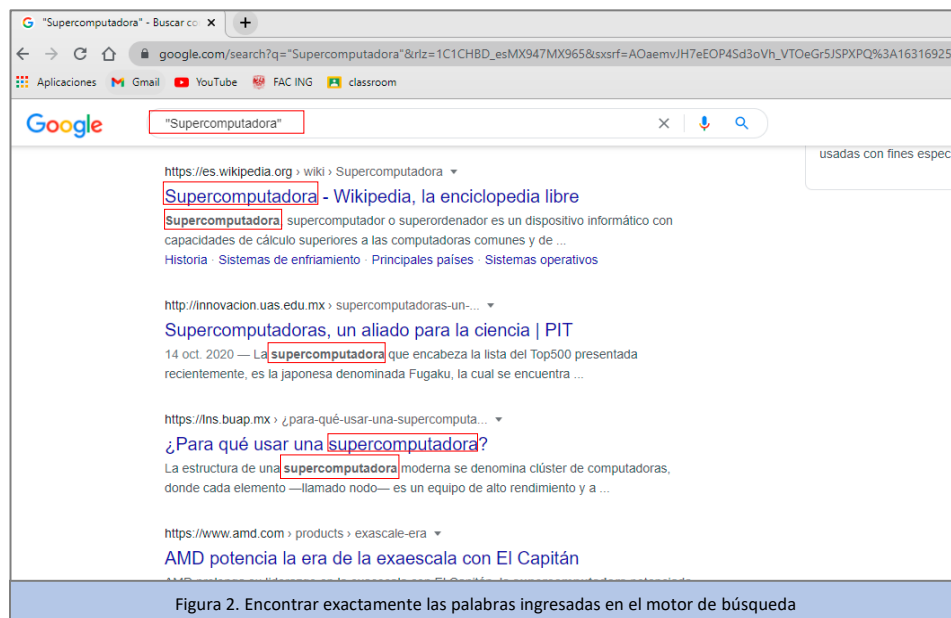 "Supercomputadora" - Buscar co
google.com/search?q="Supercomputadora"&rlz=1C1CHBD_esMX947MX965&sxsrf=AOaemvJH7eEOP4Sd3oVh_VTOeGr5JSPXPQ%3A16316925
Aplicaciones Gmail YouTube FAC ING classroom
Google "Supercomputadora"
usadas con fines espec
https://es.wikipedia.org › wiki › Supercomputadora
Supercomputadora - Wikipedia, la enciclopedia libre
Supercomputadora supercomputador o superordenador es un dispositivo informático con
capacidades de cálculo superiores a las computadoras comunes y de ...
Historia · Sistemas de enfriamiento · Principales países · Sistemas operativos
http://innovacion.uas.edu.mx › supercomputadoras-un-...
Supercomputadoras, un aliado para la ciencia | PIT
14 oct. 2020 — La supercomputadora que encabeza la lista del Top500 presentada
recientemente, es la japonesa denominada Fugaku, la cual se encuentra ...
https://lns.buap.mx › ¿para-qué-usar-una-supercomputa...
¿Para qué usar una supercomputadora?
La estructura de una supercomputadora moderna se denomina clúster de computadoras,
donde cada elemento —llamado nodo— es un equipo de alto rendimiento y a ...
https://www.amd.com › products › exascale-era
AMD potencia la era de la exaescala con El Capitán
Figura 2. Encontrar exactamente las palabras ingresadas en el motor de búsqueda